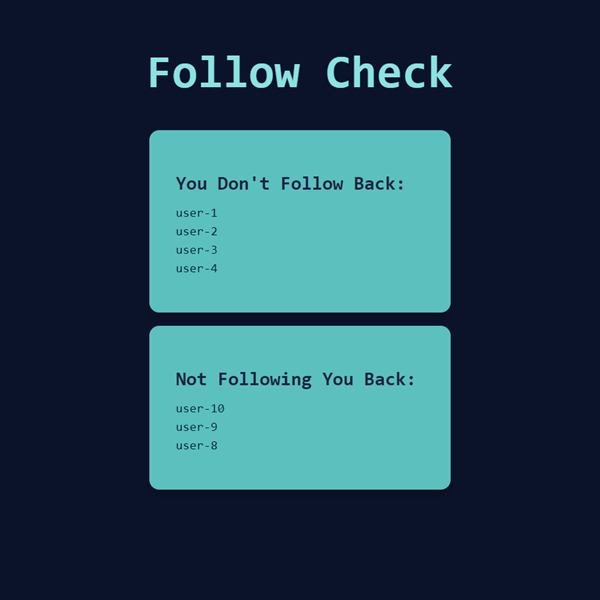 Follow Check
You Don't Follow Back:
user-1
user-2
user-3
user-4
Not Following You Back:
user-10
user-9
user-8